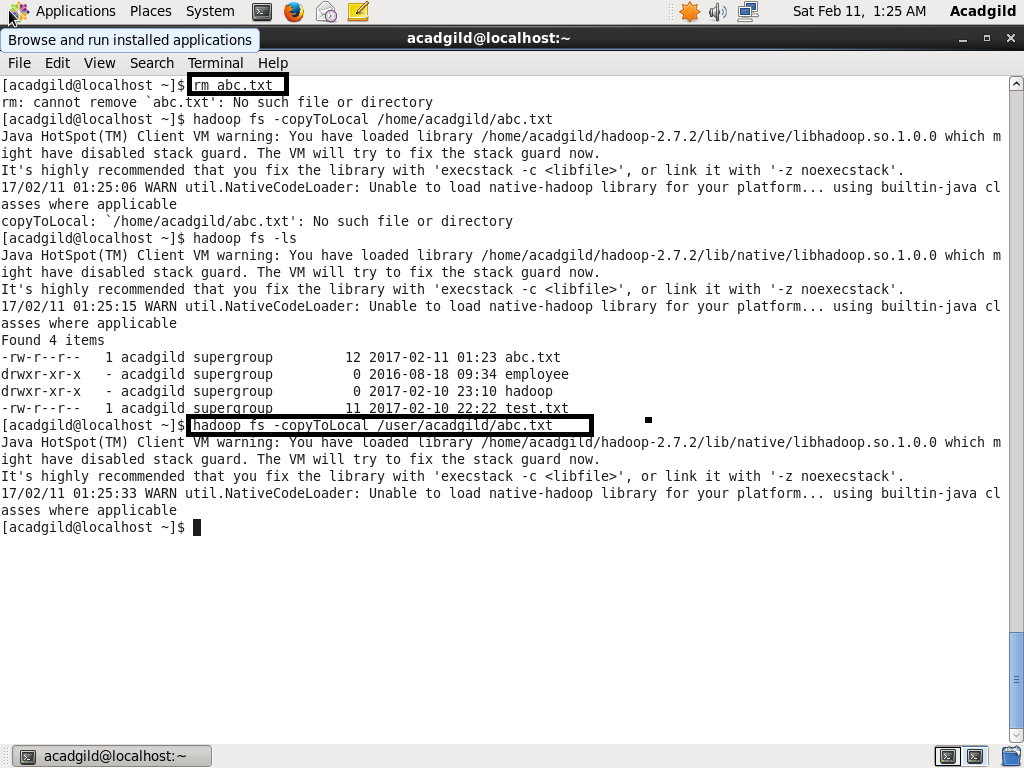 Applications Places System Sat Feb 11, 1:25 AM Acadgild
Browse and run installed applications
acadgild@localhost:~
File Edit View Search Terminal Help
[acadgild@localhost ~]$ rm abc.txt
rm: cannot remove `abc.txt': No such file or directory
[acadgild@localhost ~]$ hadoop fs -copyToLocal /home/acadgild/abc.txt
Java HotSpot(TM) Client VM warning: You have loaded library /home/acadgild/hadoop-2.7.2/lib/native/libhadoop.so.1.0.0 which m
ight have disabled stack guard. The VM will try to fix the stack guard now.
It's highly recommended that you fix the library with 'execstack -c <libfile>', or link it with '-z noexecstack'.
17/02/11 01:25:06 WARN util.NativeCodeLoader: Unable to load native-hadoop library for your platform... using builtin-java cl
asses where applicable
copyToLocal: `/home/acadgild/abc.txt': No such file or directory
[acadgild@localhost ~]$ hadoop fs -ls
Java HotSpot(TM) Client VM warning: You have loaded library /home/acadgild/hadoop-2.7.2/lib/native/libhadoop.so.1.0.0 which m
ight have disabled stack guard. The VM will try to fix the stack guard now.
It's highly recommended that you fix the library with 'execstack -c <libfile>', or link it with '-z noexecstack'.
17/02/11 01:25:15 WARN util.NativeCodeLoader: Unable to load native-hadoop library for your platform... using builtin-java cl
asses where applicable
Found 4 items
-rw-r--r--   1 acadgild supergroup         12 2017-02-11 01:23 abc.txt
drwxr-xr-x   - acadgild supergroup          0 2016-08-18 09:34 employee
drwxr-xr-x   - acadgild supergroup          0 2017-02-10 23:10 hadoop
-rw-r--r--   1 acadgild supergroup         11 2017-02-10 22:22 test.txt
[acadgild@localhost ~]$ hadoop fs -copyToLocal /user/acadgild/abc.txt
Java HotSpot(TM) Client VM warning: You have loaded library /home/acadgild/hadoop-2.7.2/lib/native/libhadoop.so.1.0.0 which m
ight have disabled stack guard. The VM will try to fix the stack guard now.
It's highly recommended that you fix the library with 'execstack -c <libfile>', or link it with '-z noexecstack'.
17/02/11 01:25:33 WARN util.NativeCodeLoader: Unable to load native-hadoop library for your platform... using builtin-java cl
asses where applicable
[acadgild@localhost ~]$
acadgild@localhost:~